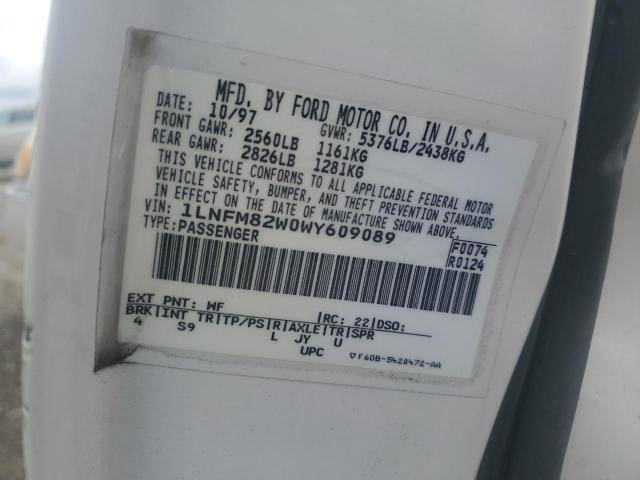 MFD. BY FORD MOTOR CO. IN U.S.A.
DATE: 10/97 GVWR: 5376LB/2438KG
FRONT GAWR: 2560LB 1161KG
REAR GAWR: 2826LB 1281KG
THIS VEHICLE CONFORMS TO ALL APPLICABLE FEDERAL MOTOR
VEHICLE SAFETY, BUMPER, AND THEFT PREVENTION STANDARDS
IN EFFECT ON THE DATE OF MANUFACTURE SHOWN ABOVE.
VIN: 1LNFM82W0WY609089
TYPE: PASSENGER
F0074
R0124
EXT PNT: WF RC: 22 DSO:
BRK INT TR TP/PS R AXLE TR SPR
4 S9 L JY U
UPC
▽F60B-5420472-AA